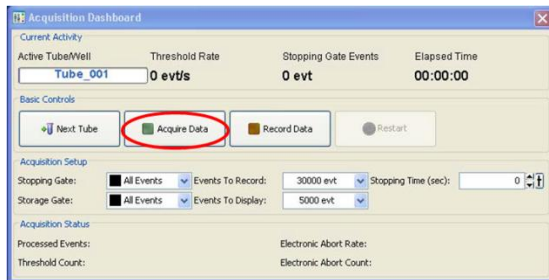 Acquisition Dashboard
Current Activity
Active Tube/Well Threshold Rate Stopping Gate Events Elapsed Time
Tube_001 0 evt/s 0 evt 00:00:00
Basic Controls
Next Tube Acquire Data Record Data Restart
Acquisition Setup
Stopping Gate: All Events Events To Record: 30000 evt Stopping Time (sec): 0
Storage Gate: All Events Events To Display: 5000 evt
Acquisition Status
Processed Events: Electronic Abort Rate:
Threshold Count: Electronic Abort Count: